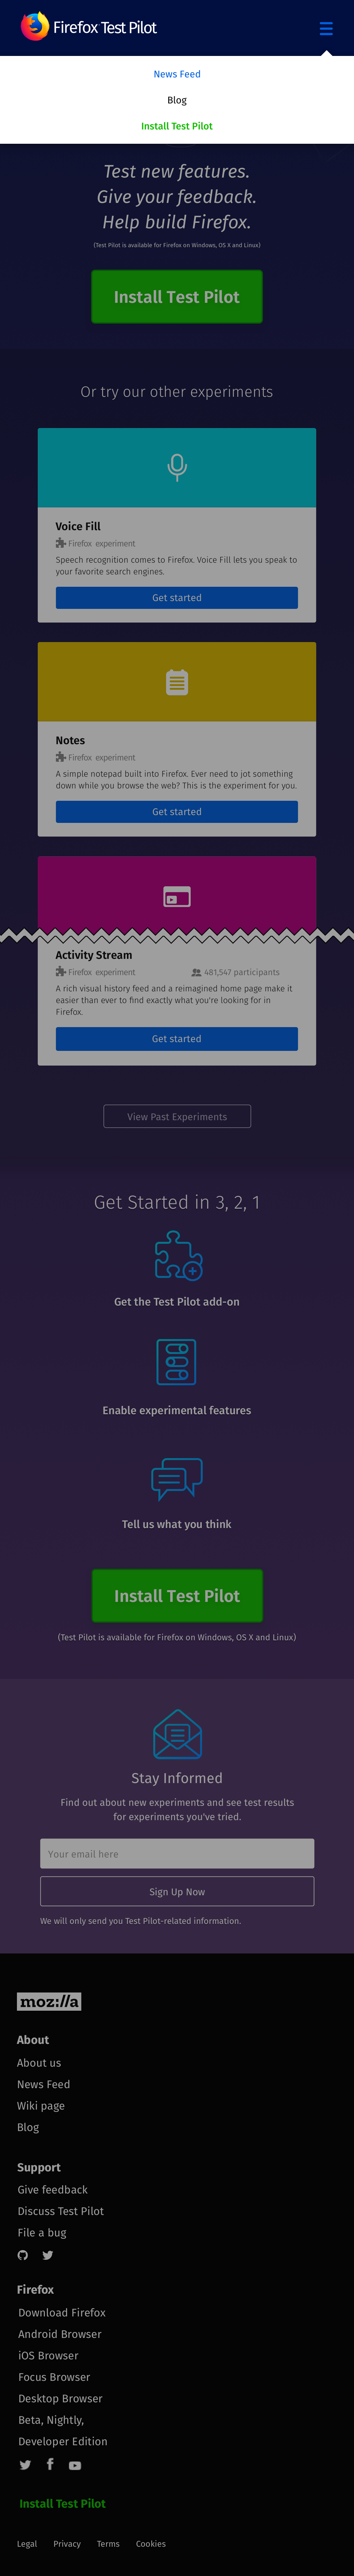 Firefox Test Pilot
News Feed
Blog
Install Test Pilot
Test new features.
Give your feedback.
Help build Firefox.
(Test Pilot is available for Firefox on Windows, OS X and Linux)
Install Test Pilot
Or try our other experiments
Voice Fill
Firefox experiment
Speech recognition comes to Firefox. Voice Fill lets you speak to
your favorite search engines.
Get started
Notes
Firefox experiment
A simple notepad built into Firefox. Ever need to jot something
down while you browse the web? This is the experiment for you.
Get started
Activity Stream
Firefox experiment 481,547 participants
A rich visual history feed and a reimagined home page make it
easier than ever to find exactly what you're looking for in
Firefox.
Get started
View Past Experiments
Get Started in 3, 2, 1
Get the Test Pilot add-on
Enable experimental features
Tell us what you think
Install Test Pilot
(Test Pilot is available for Firefox on Windows, OS X and Linux)
Stay Informed
Find out about new experiments and see test results
for experiments you've tried.
Your email here
Sign Up Now
We will only send you Test Pilot-related information.
moz://a
About
About us
News Feed
Wiki page
Blog
Support
Give feedback
Discuss Test Pilot
File a bug
Firefox
Download Firefox
Android Browser
iOS Browser
Focus Browser
Desktop Browser
Beta, Nightly,
Developer Edition
Install Test Pilot
Legal Privacy Terms Cookies